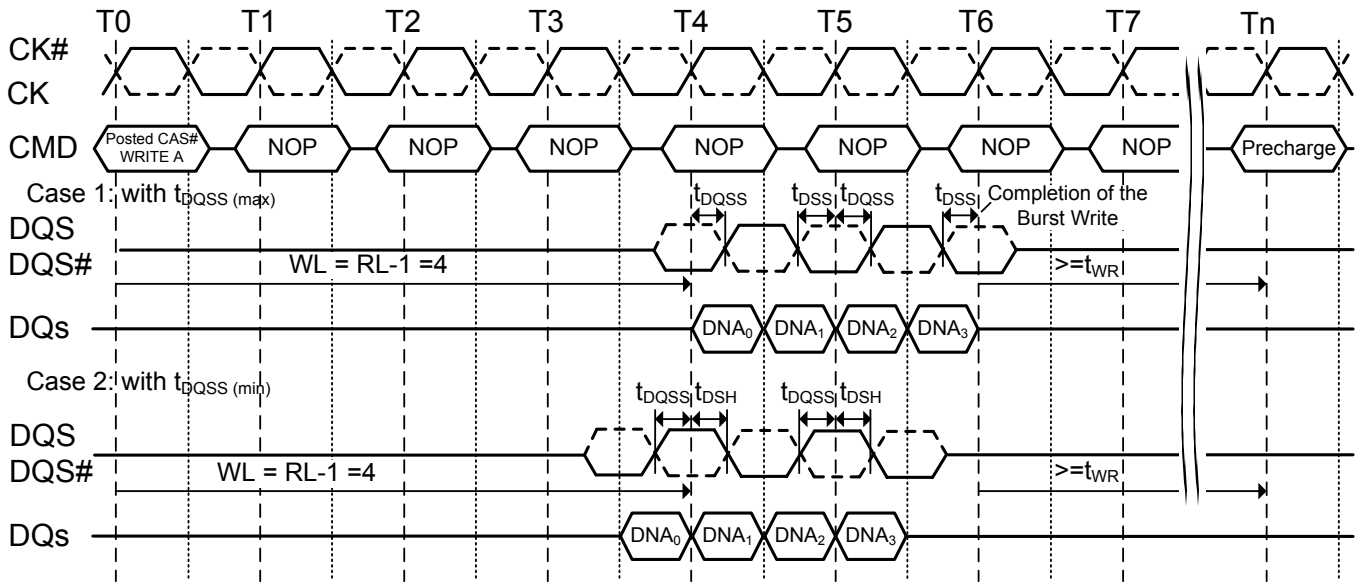 T0 T1 T2 T3 T4 T5 T6 T7 Tn
CK#
CK
CMD Posted CAS# WRITE A NOP NOP NOP NOP NOP NOP NOP Precharge
Case 1: with tDQSS (max) tDQSS tDSS tDQSS tDSS Completion of the
Burst Write
DQS
DQS# WL = RL-1 =4 >=tWR
DQs DNA0 DNA1 DNA2 DNA3
Case 2: with tDQSS (min) tDQSS tDSH tDQSS tDSH
DQS
DQS# WL = RL-1 =4 >=tWR
DQs DNA0 DNA1 DNA2 DNA3